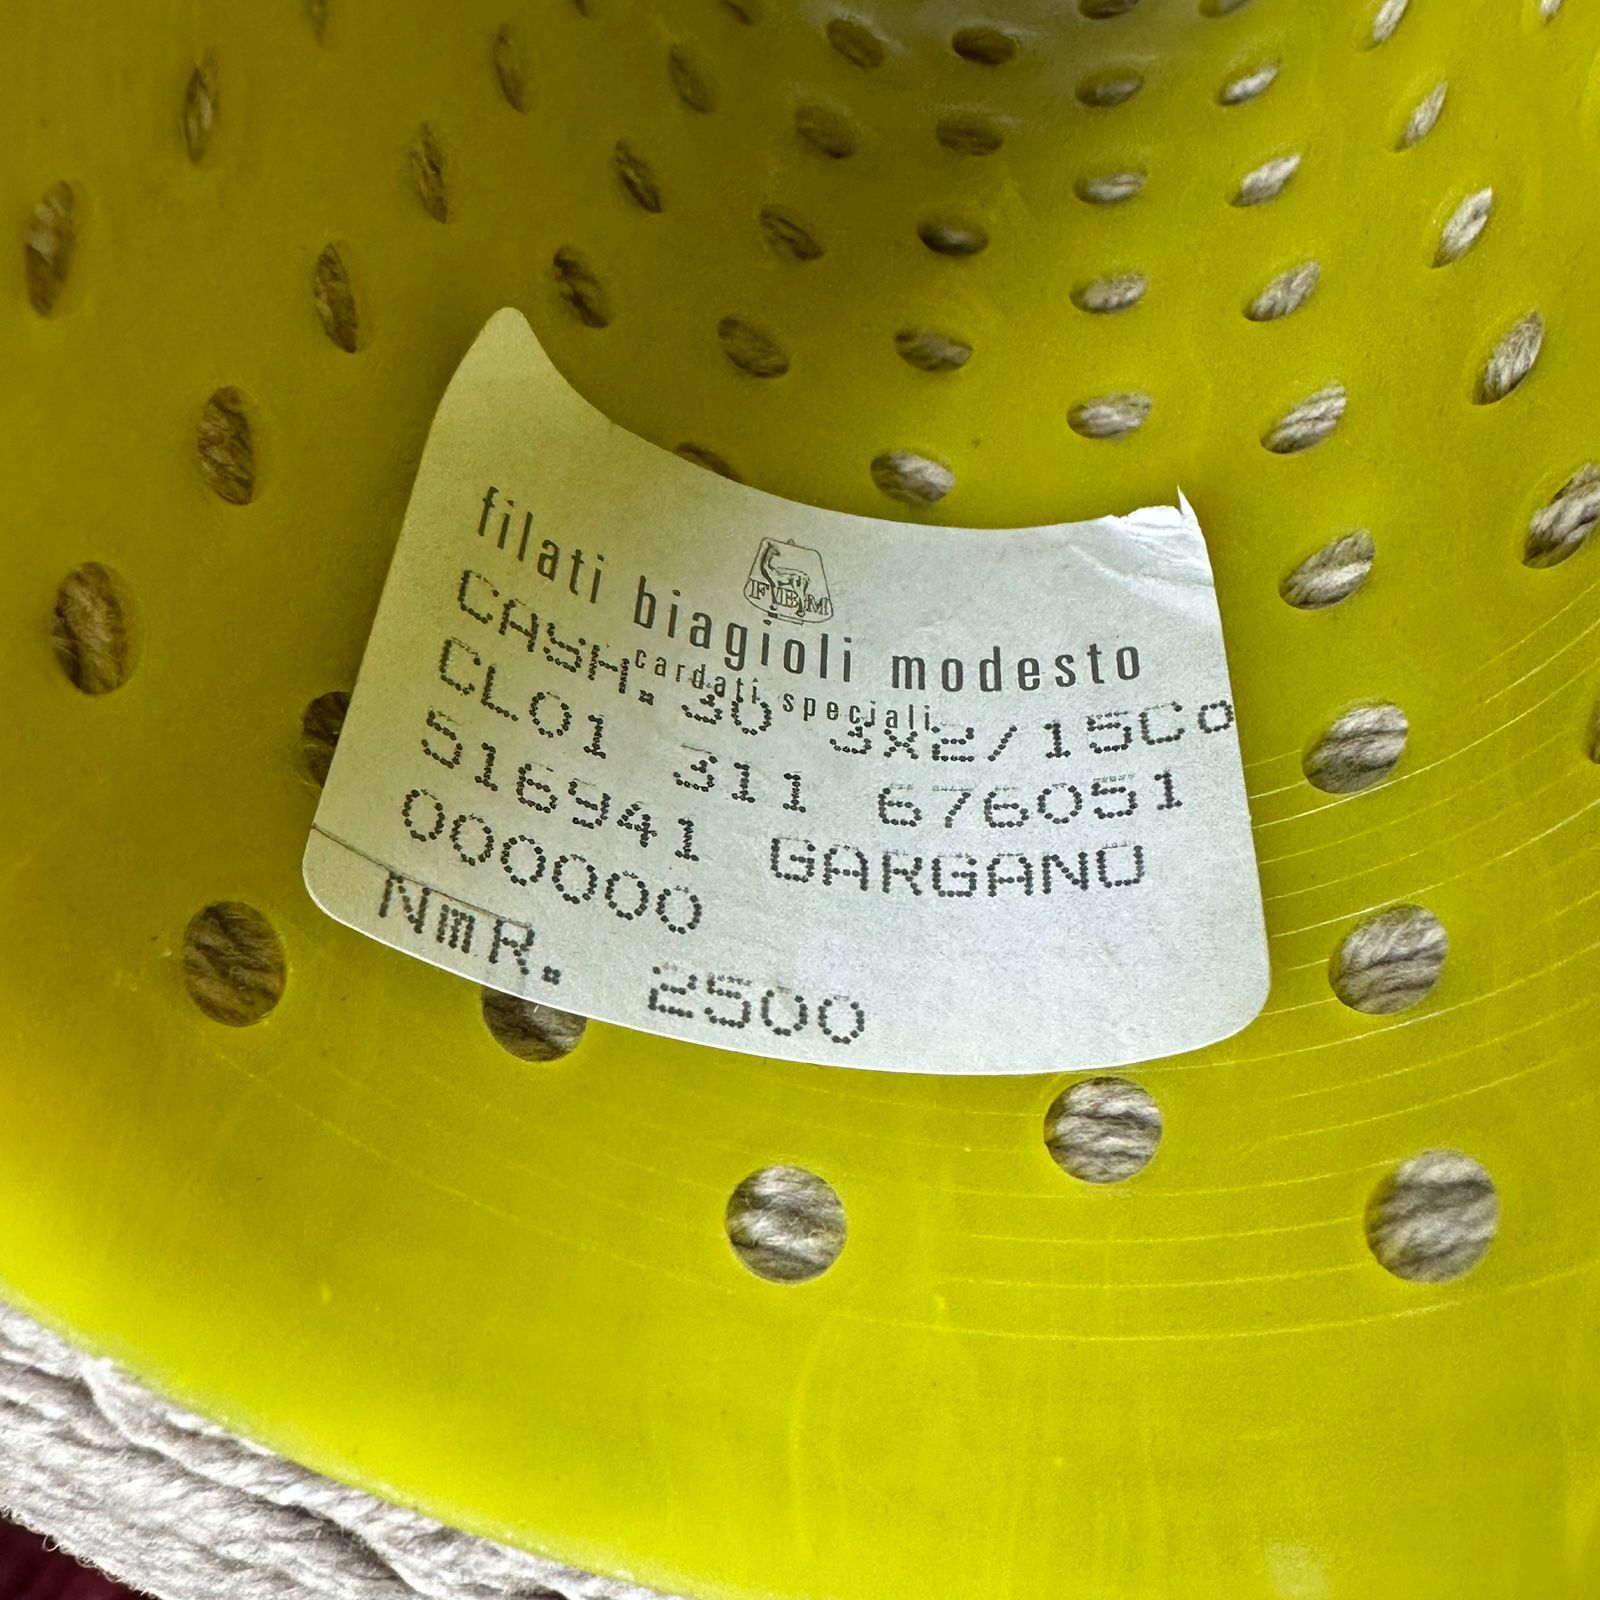 FBM
filati biagioli modesto
cardati speciali
CASH. 30 3X2/15Co
CL01 311 676051
516941 GARGANO
000000
NmR. 2500